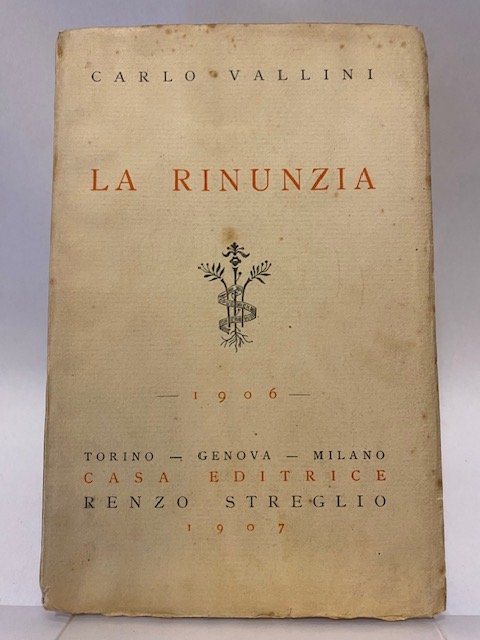 CARLO VALLINI
LA RINUNZIA
— 1906 —
TORINO — GENOVA — MILANO
CASA EDITRICE
RENZO STREGLIO
1907